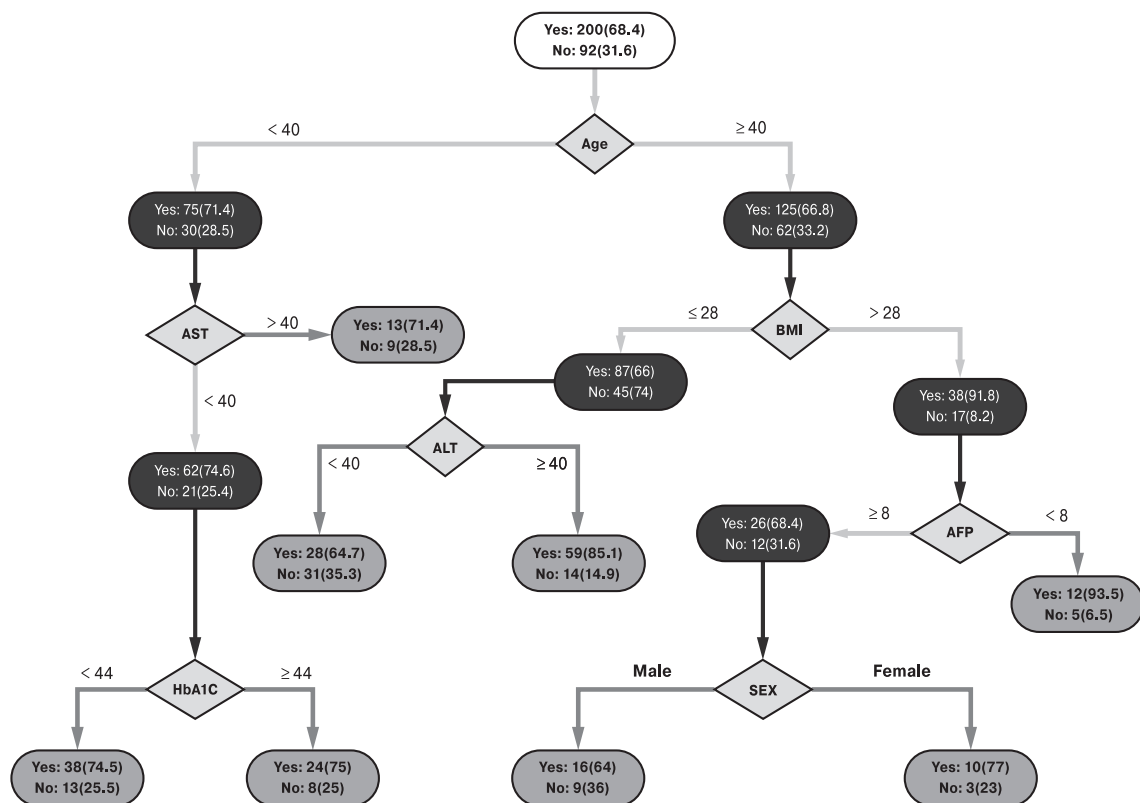 Yes: 200(68.4)
No: 92(31.6)
< 40
Age
≥ 40
Yes: 75(71.4)
No: 30(28.5)
Yes: 125(66.8)
No: 62(33.2)
AST
> 40
Yes: 13(71.4)
No: 9(28.5)
≤ 28
BMI
> 28
Yes: 87(66)
No: 45(74)
Yes: 38(91.8)
No: 17(8.2)
< 40
ALT
< 40
≥ 40
Yes: 62(74.6)
No: 21(25.4)
Yes: 28(64.7)
No: 31(35.3)
Yes: 59(85.1)
No: 14(14.9)
Yes: 26(68.4)
No: 12(31.6)
≥ 8
AFP
< 8
Yes: 12(93.5)
No: 5(6.5)
< 44
HbA1C
≥ 44
Male
SEX
Female
Yes: 38(74.5)
No: 13(25.5)
Yes: 24(75)
No: 8(25)
Yes: 16(64)
No: 9(36)
Yes: 10(77)
No: 3(23)